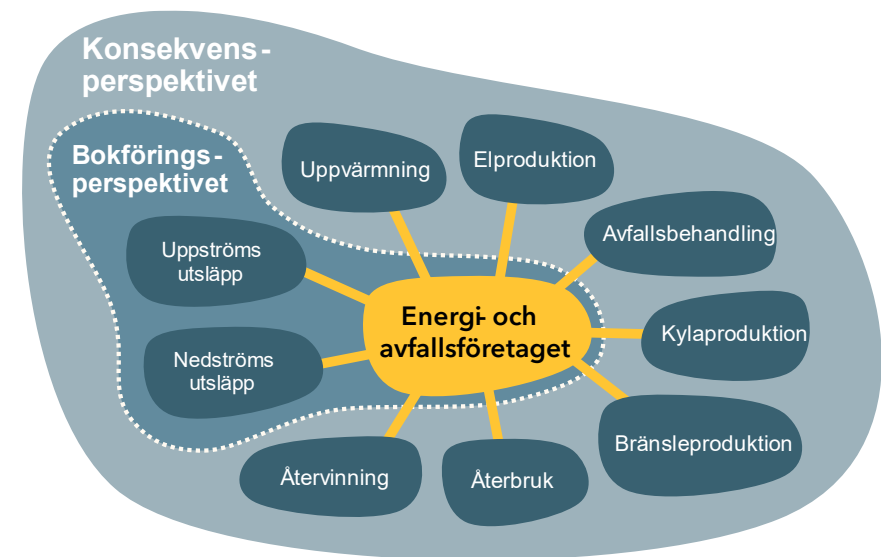 Konsekvens-
perspektivet
Bokförings-
perspektivet
Uppvärmning
Elproduktion
Avfallsbehandling
Uppströms
utsläpp
Energi- och
avfallsföretaget
Kylaproduktion
Nedströms
utsläpp
Bränsleproduktion
Återvinning
Återbruk